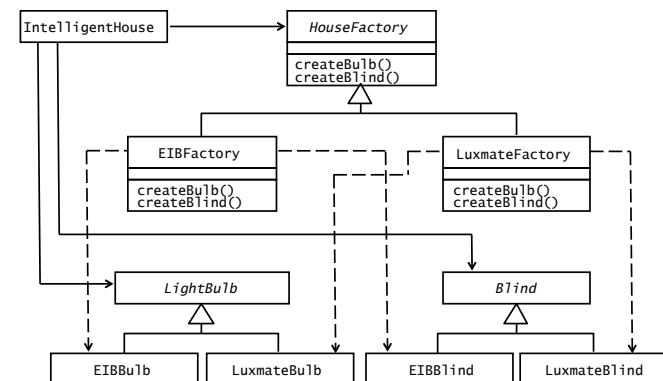 IntelligentHouse
HouseFactory
createBulb()
createBlind()
EIBFactory
createBulb()
createBlind()
LuxmateFactory
createBulb()
createBlind()
LightBulb
Blind
EIBBulb
LuxmateBulb
EIBBlind
LuxmateBlind